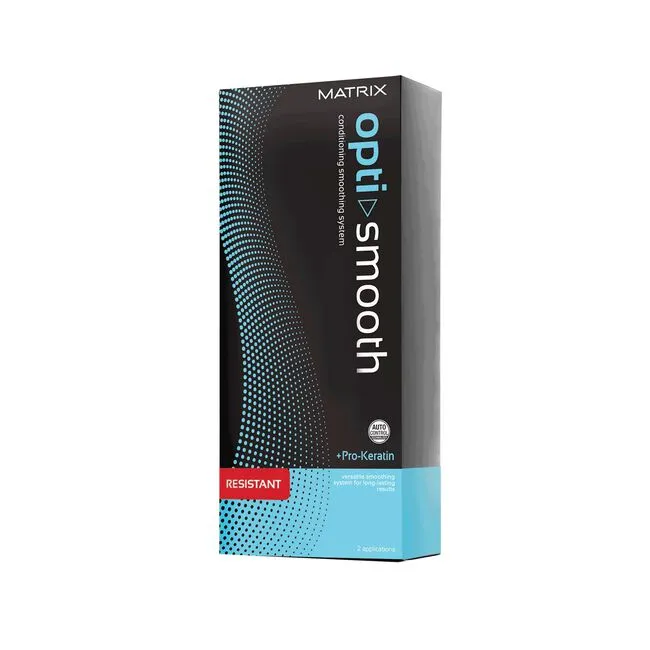 MATRIX
opti smooth
conditioning smoothing system
AUTO
CONTROL
+Pro-Keratin
RESISTANT
versatile smoothing
system for long-lasting
results
2 applications